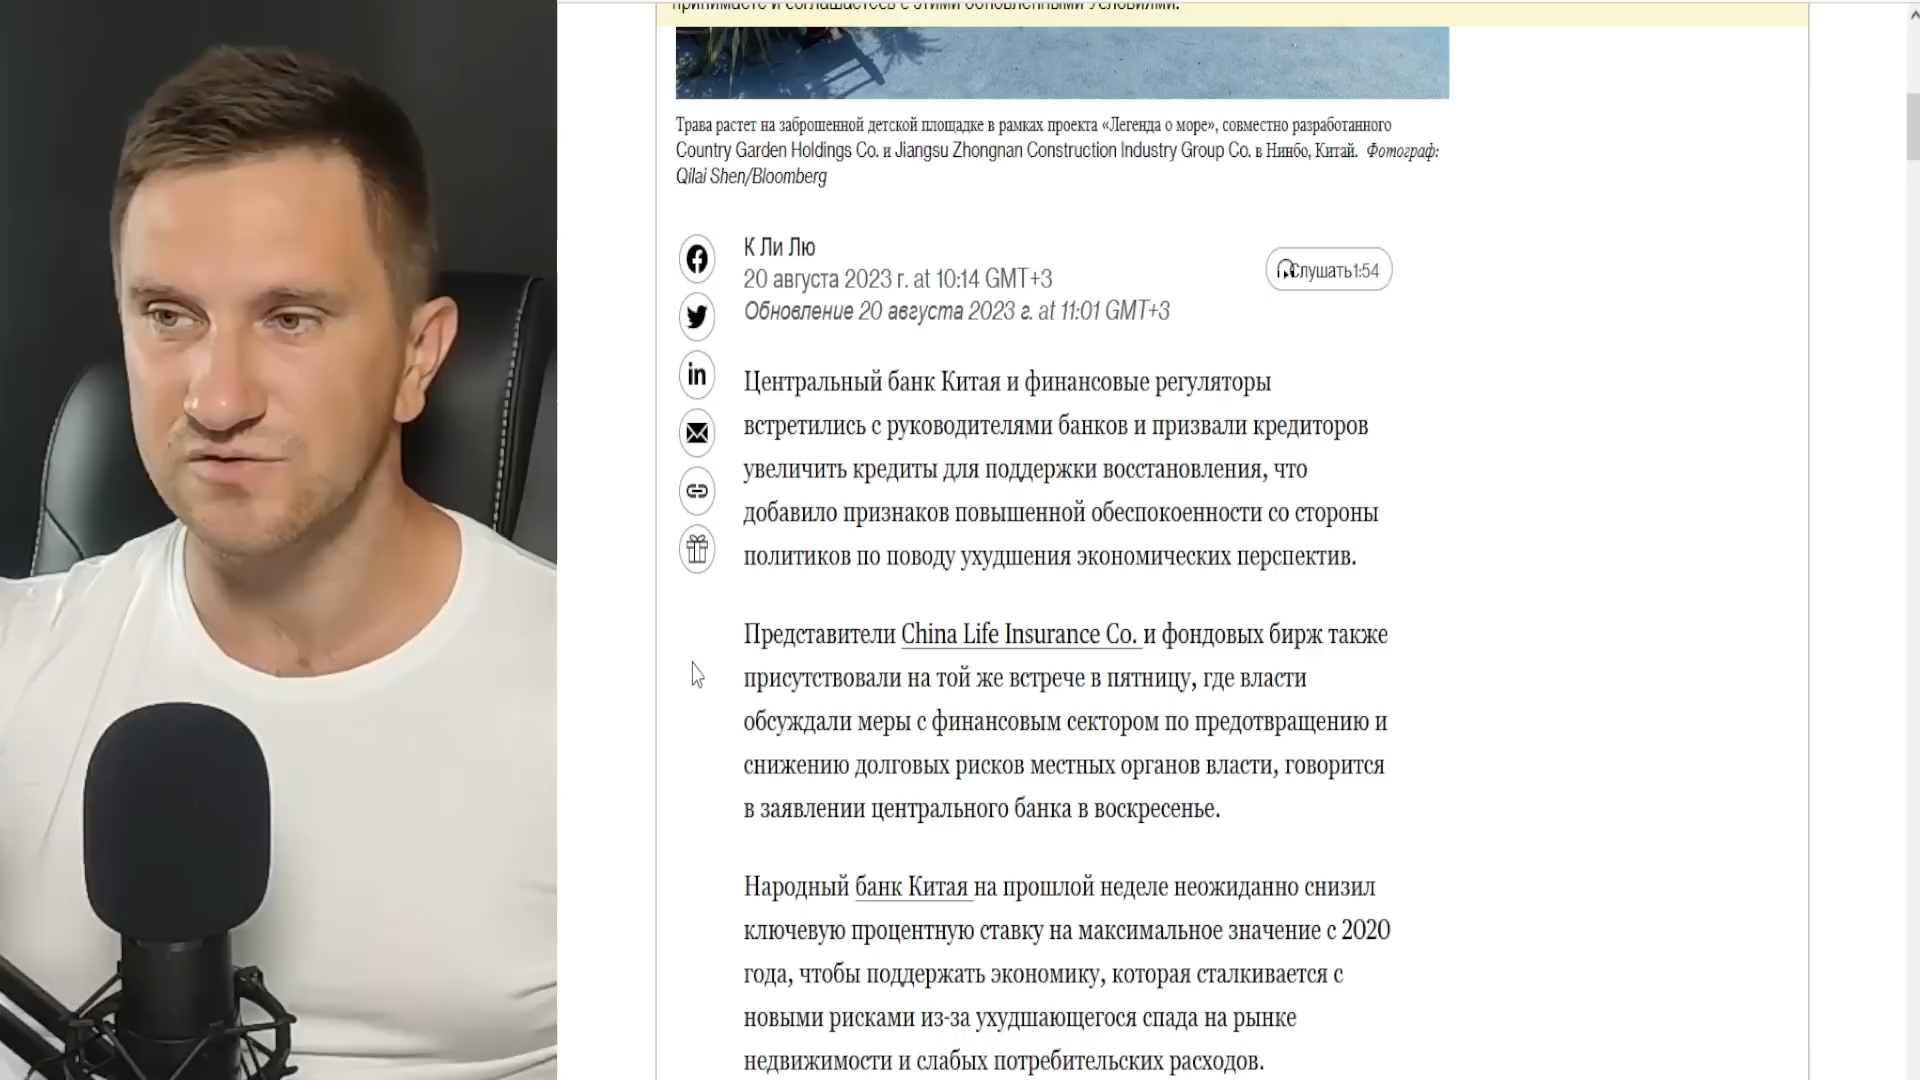 принимаете и соглашаетесь с этими обновленными Условиями.
Трава растет на заброшенной детской площадке в рамках проекта «Легенда о море», совместно разработанного
Country Garden Holdings Co. и Jiangsu Zhongnan Construction Industry Group Co. в Нинбо, Китай. Фотограф:
Qilai Shen/Bloomberg
К Ли Лю
20 августа 2023 г. at 10:14 GMT+3
Слушать1:54
Обновление 20 августа 2023 г. at 11:01 GMT+3
Центральный банк Китая и финансовые регуляторы
встретились с руководителями банков и призвали кредиторов
увеличить кредиты для поддержки восстановления, что
добавило признаков повышенной обеспокоенности со стороны
политиков по поводу ухудшения экономических перспектив.
Представители China Life Insurance Co. и фондовых бирж также
присутствовали на той же встрече в пятницу, где власти
обсуждали меры с финансовым сектором по предотвращению и
снижению долговых рисков местных органов власти, говорится
в заявлении центрального банка в воскресенье.
Народный банк Китая на прошлой неделе неожиданно снизил
ключевую процентную ставку на максимальное значение с 2020
года, чтобы поддержать экономику, которая сталкивается с
новыми рисками из-за ухудшающегося спада на рынке
недвижимости и слабых потребительских расходов.